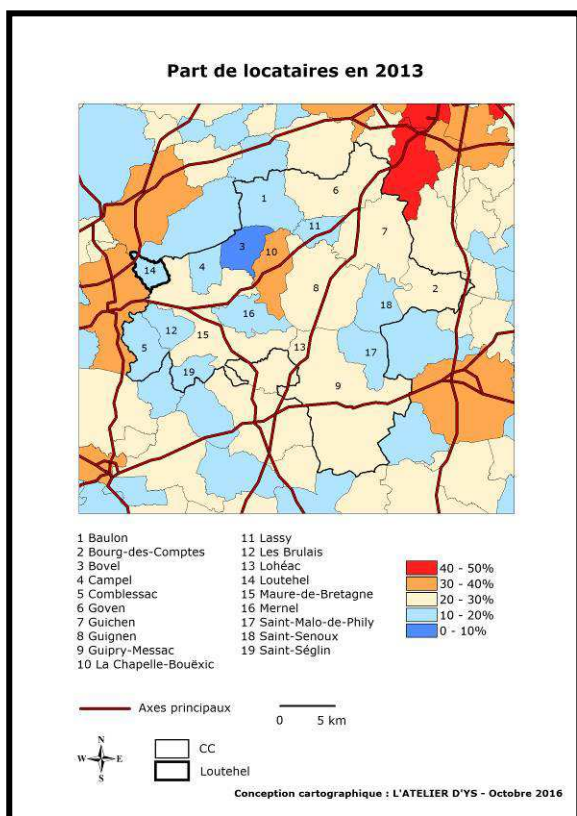 Part de locataires en 2013
1
6
11
7
3
10
14
4
8
2
18
16
12
15
5
13
17
19
9
1 Baulon
2 Bourg-des-Comptes
3 Bovel
4 Campel
5 Comblessac
6 Goven
7 Guichen
8 Guignen
9 Guipry-Messac
10 La Chapelle-Bouëxic
11 Lassy
12 Les Brulais
13 Lohéac
14 Loutehel
15 Maure-de-Bretagne
16 Mernel
17 Saint-Malo-de-Phily
18 Saint-Senoux
19 Saint-Séglin
40 - 50%
30 - 40%
20 - 30%
10 - 20%
0 - 10%
Axes principaux
0 5 km
N
W E
S
CC
Loutehel
Conception cartographique : L'ATELIER D'YS - Octobre 2016